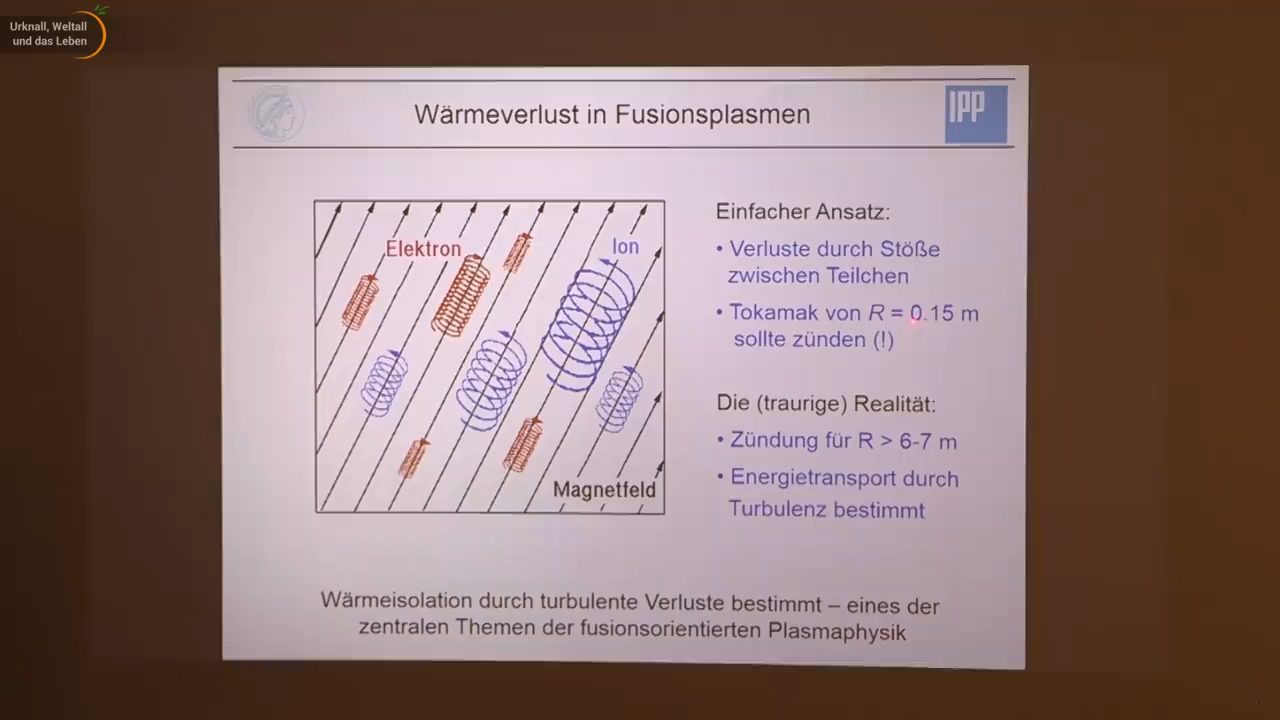 Urknall, Weltall
und das Leben
Wärmeverlust in Fusionsplasmen
IPP
Elektron
Ion
Magnetfeld
Einfacher Ansatz:
• Verluste durch Stöße
zwischen Teilchen
• Tokamak von R = 0.15 m
sollte zünden (!)
Die (traurige) Realität:
• Zündung für R > 6-7 m
• Energietransport durch
Turbulenz bestimmt
Wärmeisolation durch turbulente Verluste bestimmt – eines der
zentralen Themen der fusionsorientierten Plasmaphysik